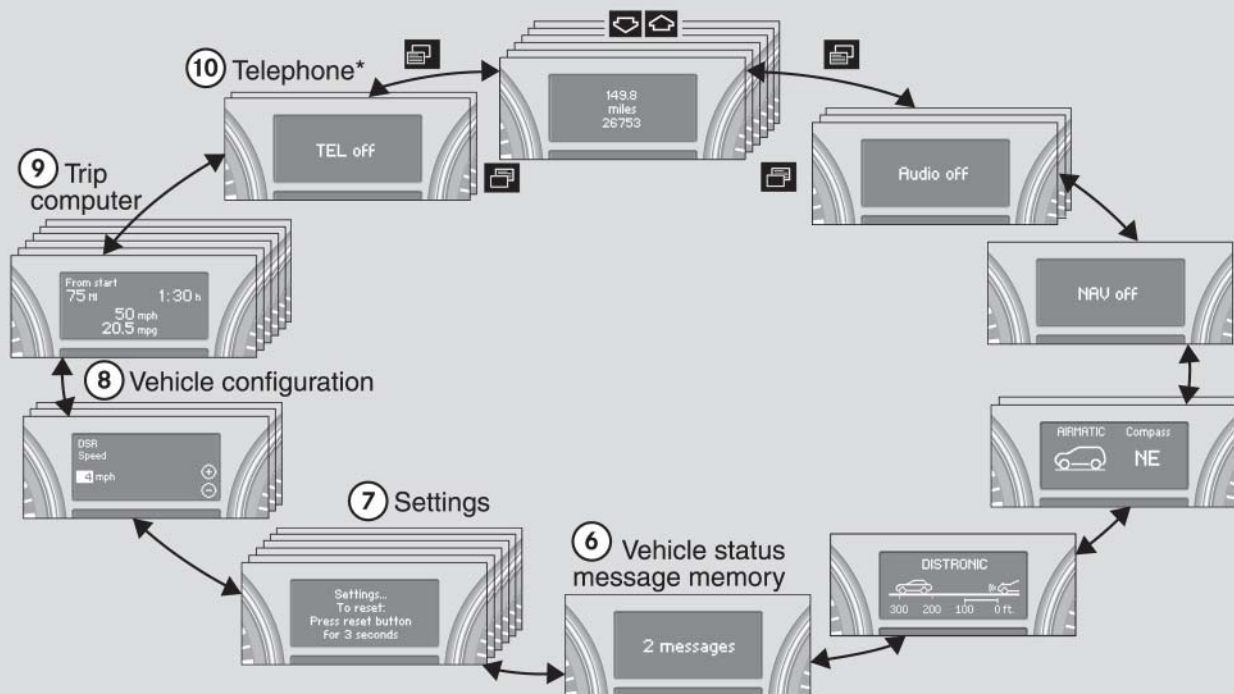 10 Telephone*
149.8
miles
26753
TEL off
Audio off
9 Trip
computer
From start
75 MI 1:30 h
50 mph
20.5 mpg
NAV off
8 Vehicle configuration
DSR
Speed
4 mph
AIRMATIC Compass
NE
7 Settings
Settings...
To reset:
Press reset button
for 3 seconds
6 Vehicle status
message memory
2 messages
DISTRONIC
300 200 100 0 ft.